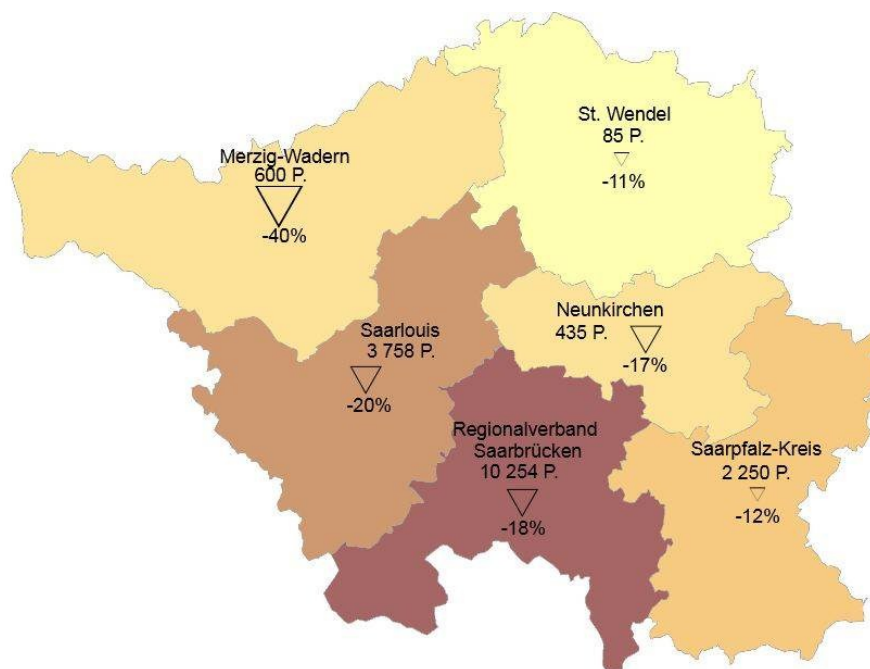 St. Wendel
85 P.
-11%
Merzig-Wadern
600 P.
-40%
Neunkirchen
435 P.
-17%
Saarlouis
3 758 P.
-20%
Regionalverband
Saarbrücken
10 254 P.
-18%
Saarpfalz-Kreis
2 250 P.
-12%